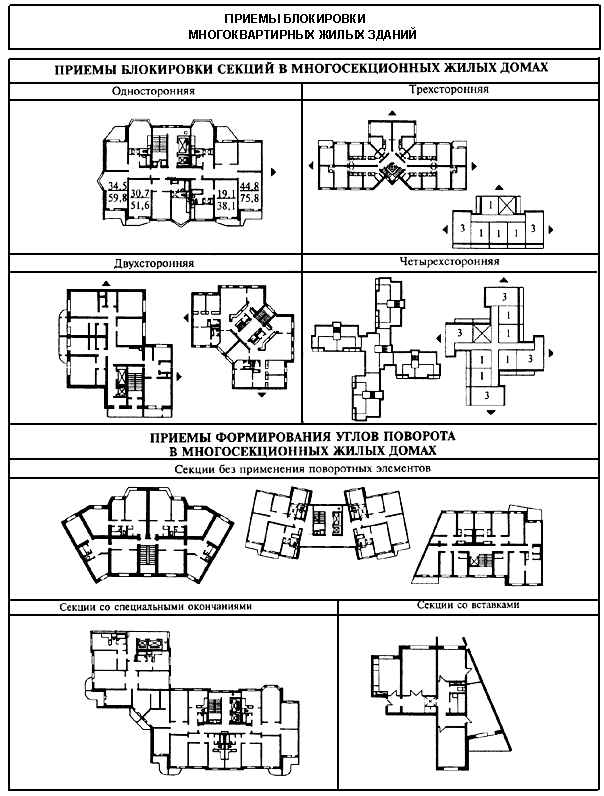 ПРИЕМЫ БЛОКИРОВКИ
МНОГОКВАРТИРНЫХ ЖИЛЫХ ЗДАНИЙ
ПРИЕМЫ БЛОКИРОВКИ СЕКЦИЙ В МНОГОСЕКЦИОННЫХ ЖИЛЫХ ДОМАХ
Односторонняя
34,5
59,8
30,7
51,6
19,1
38,1
44,8
75,8
Трехсторонняя
1
3 1 1 1 3
Двухсторонняя
Четырехсторонняя
3
1
3 1
1 1 3
1
3
ПРИЕМЫ ФОРМИРОВАНИЯ УГЛОВ ПОВОРОТА
В МНОГОСЕКЦИОННЫХ ЖИЛЫХ ДОМАХ
Секции без применения поворотных элементов
Секции со специальными окончаниями
Секции со вставками